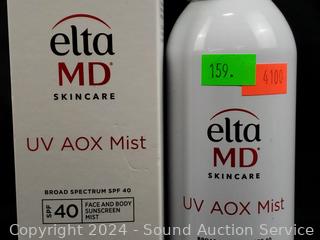 elta
MD
SKINCARE
UV AOX Mist
BROAD SPECTRUM SPF 40
SPF
40
FACE AND BODY
SUNSCREEN
MIST
159.
4100
elta
MD
SKINCARE
UV AOX Mist
Copyright 2024 - Sound Auction Service